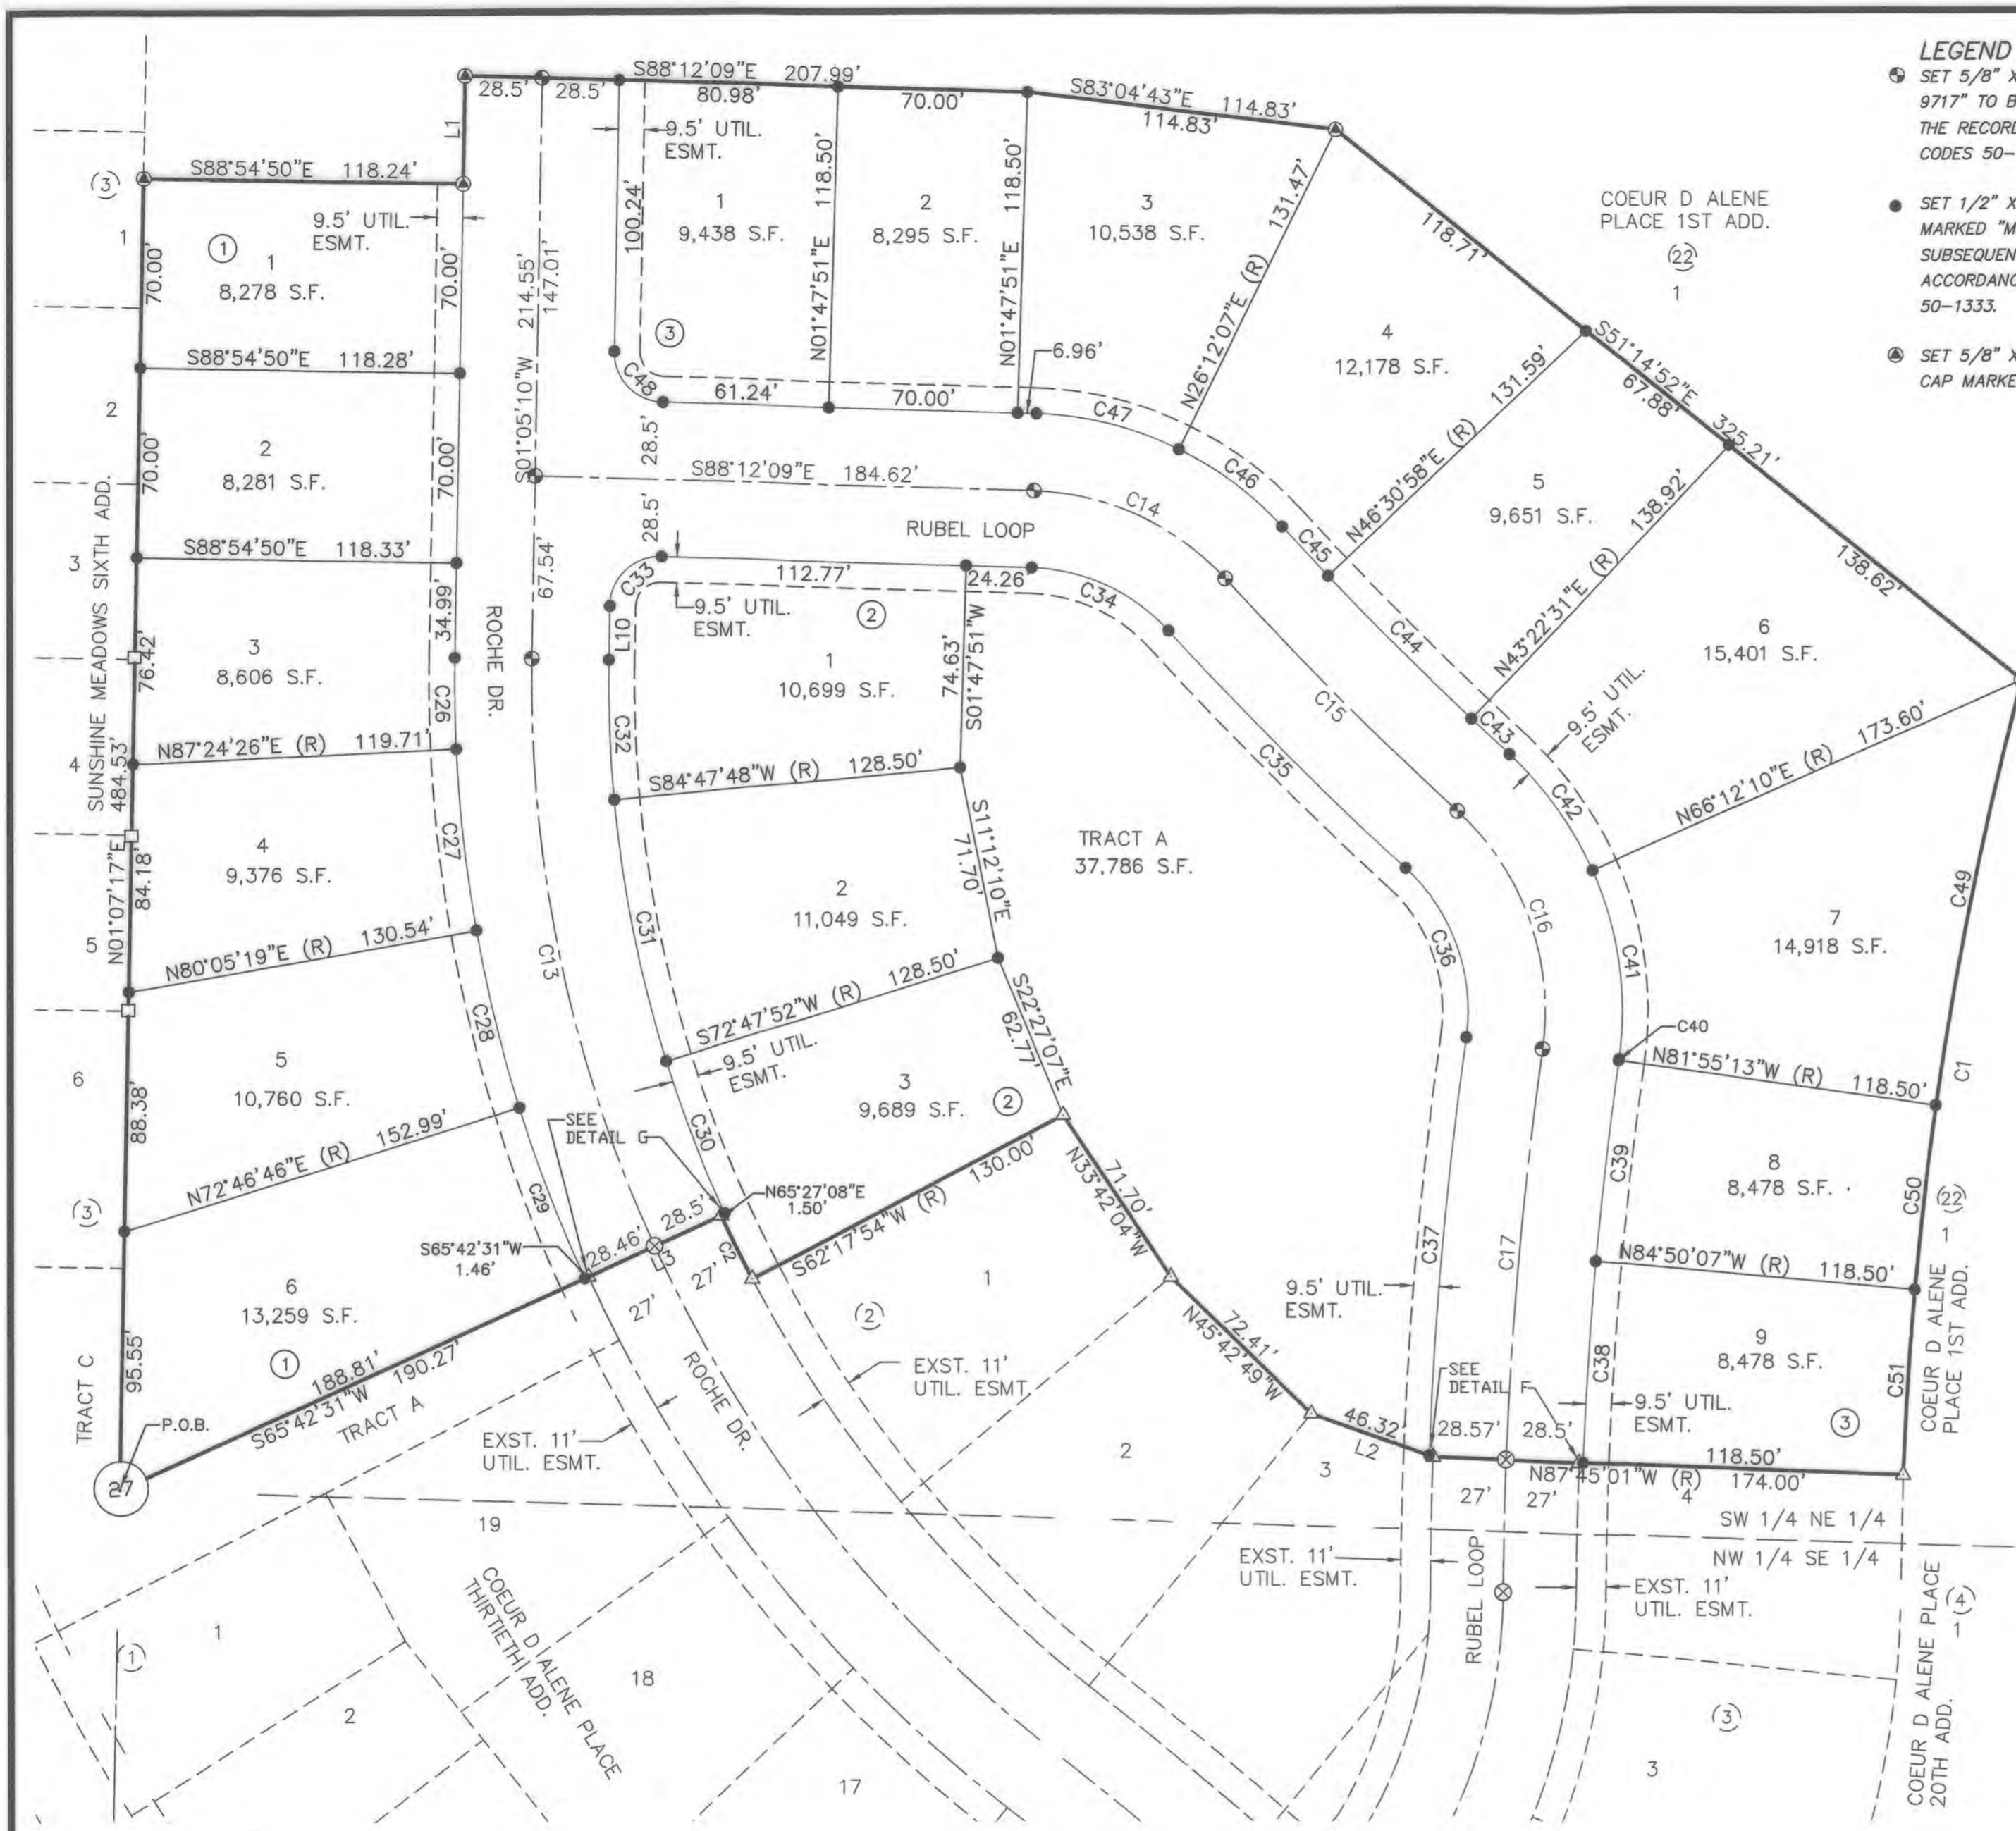 LEGEND
SET 5/8" X
9717" TO B
THE RECORD
CODES 50-
SET 1/2" X
MARKED "M
SUBSEQUEN
ACCORDANC
50-1333.
SET 5/8" X
CAP MARKE
S88°12'09"E 207.99'
28.5'
28.5'
80.98'
70.00'
S83°04'43"E 114.83'
114.83'
L1
9.5' UTIL.
ESMT.
(3)
S88°54'50"E 118.24'
9.5' UTIL.
ESMT.
1
70.00'
1
1
8,278 S.F.
70.00'
S01°05'10"W 214.55'
147.01'
100.24'
1
9,438 S.F.
N01°47'51"E 118.50'
2
8,295 S.F.
N01°47'51"E 118.50'
3
10,538 S.F.
N26°12'07"E (R) 131.47'
118.71'
COEUR D ALENE
PLACE 1ST ADD.
(22)
1
3
C48
61.24'
70.00'
6.96'
C47
4
12,178 S.F.
S51°14'52"E 325.21'
67.88'
S88°54'50"E 118.28'
2
70.00'
2
8,281 S.F.
70.00'
28.5'
S88°12'09"E 184.62'
28.5'
RUBEL LOOP
C14
C46
C45
N46°30'58"E (R) 131.59'
5
9,651 S.F.
138.92'
N43°22'31"E (R)
138.62'
SUNSHINE MEADOWS SIXTH ADD.
S88°54'50"E 118.33'
3
76.42'
3
8,606 S.F.
34.99'
ROCHE DR.
67.54'
C33
112.77'
24.26'
C34
9.5' UTIL.
ESMT.
2
L10
1
10,699 S.F.
74.63'
S01°47'51"W
C15
C44
6
15,401 S.F.
9.5' UTIL.
ESMT.
C43
C26
C32
C35
N66°12'10"E (R) 173.60'
4
484.53'
N01°07'17"E
N87°24'26"E (R) 119.71'
S84°47'48"W (R) 128.50'
C42
84.18'
4
9,376 S.F.
C27
2
11,049 S.F.
S11°12'10"E
71.70'
TRACT A
37,786 S.F.
C49
5
N80°05'19"E (R) 130.54'
C13
C31
C36
C16
C41
7
14,918 S.F.
S72°47'52"W (R) 128.50'
C28
9.5' UTIL.
ESMT.
S22°27'07"E
62.77'
C40
N81°55'13"W (R) 118.50'
C1
6
5
10,760 S.F.
88.38'
3
9,689 S.F.
2
SEE
DETAIL G
C30
N72°46'46"E (R) 152.99'
C29
(3)
N65°27'08"E
1.50'
28.5'
28.46'
L3
C2
S65°42'31"W
1.46'
27'
27'
S62°17'54"W (R) 130.00'
71.70'
N33°42'04"W
C37
C17
C39
8
8,478 S.F.
C50
(22)
1
N84°50'07"W (R) 118.50'
COEUR D ALENE
PLACE 1ST ADD.
6
13,259 S.F.
1
95.55'
TRACT C
188.81'
S65°42'31"W 190.27'
TRACT A
P.O.B.
27
ROCHE DR.
(2)
1
EXST. 11'
UTIL. ESMT.
EXST. 11'
UTIL. ESMT.
72.41'
N45°42'49"W
9.5' UTIL.
ESMT.
SEE
DETAIL F
46.32'
L2
28.57'
28.5'
C38
9
8,478 S.F.
C51
9.5' UTIL.
ESMT.
3
118.50'
N87°45'01"W (R) 174.00'
27'
27'
4
2
3
SW 1/4 NE 1/4
NW 1/4 SE 1/4
19
COEUR D ALENE PLACE
THIRTIETH ADD.
EXST. 11'
UTIL. ESMT.
RUBEL LOOP
EXST. 11'
UTIL. ESMT.
COEUR D ALENE PLACE
20TH ADD.
(4)
1
1
(1)
2
18
17
(3)
3